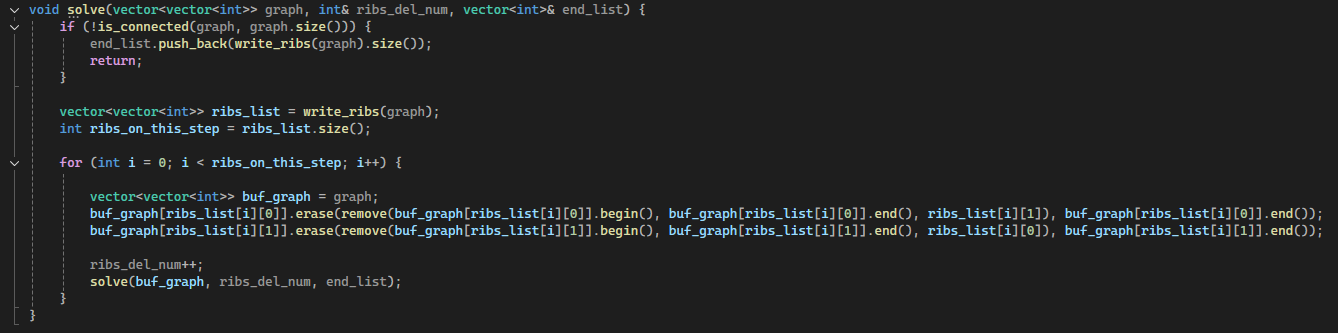 void solve(vector<vector<int>> graph, int& ribs_del_num, vector<int>& end_list) {
    if (!is_connected(graph, graph.size())) {
        end_list.push_back(write_ribs(graph).size());
        return;
    }
    vector<vector<int>> ribs_list = write_ribs(graph);
    int ribs_on_this_step = ribs_list.size();
    for (int i = 0; i < ribs_on_this_step; i++) {
        vector<vector<int>> buf_graph = graph;
        buf_graph[ribs_list[i][0]].erase(remove(buf_graph[ribs_list[i][0]].begin(), buf_graph[ribs_list[i][0]].end(), ribs_list[i][1]), buf_graph[ribs_list[i][0]].end());
        buf_graph[ribs_list[i][1]].erase(remove(buf_graph[ribs_list[i][1]].begin(), buf_graph[ribs_list[i][1]].end(), ribs_list[i][0]), buf_graph[ribs_list[i][1]].end());
        ribs_del_num++;
        solve(buf_graph, ribs_del_num, end_list);
    }
}